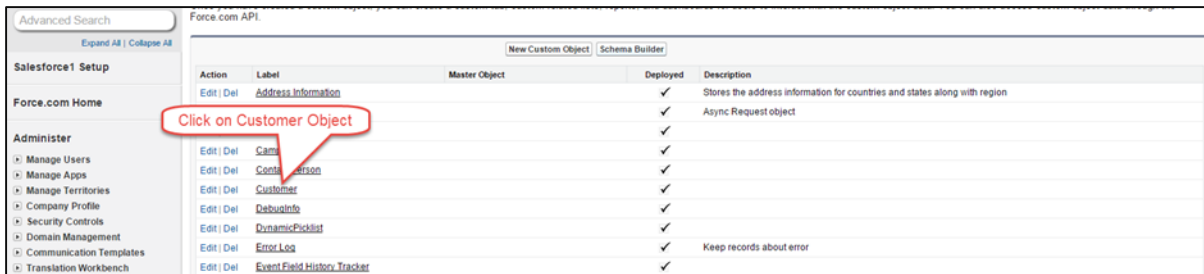 Force.com API.
Advanced Search
Expand All | Collapse All
New Custom Object Schema Builder
Salesforce1 Setup
Action Label Master Object Deployed Description
Edit | Del Address Information Stores the address information for countries and states along with region
Force.com Home
Async Request object
Click on Customer Object
Administer
Edit | Del
Manage Users
Edit | Del
Manage Apps
Edit | Del Customer
Manage Territories
Company Profile
Edit | Del DebugInfo
Security Controls
Edit | Del DynamicPicklist
Domain Management
Edit | Del Error Log Keep records about error
Communication Templates
Edit | Del Event Field History Tracker
Translation Workbench